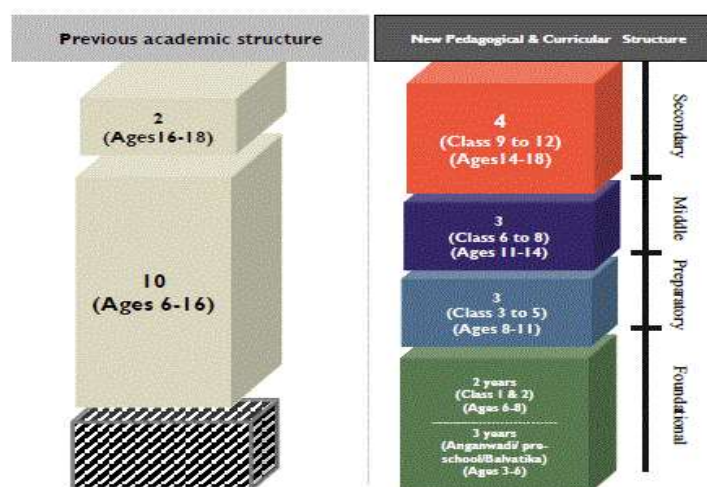 Previous academic structure
New Pedagogical & Curricular Structure
2
(Ages16-18)
10
(Ages 6-16)
4
(Class 9 to 12)
(Ages14-18)
3
(Class 6 to 8)
(Ages 11-14)
3
(Class 3 to 5)
(Ages 8-11)
2 years
(Class 1 & 2)
(Ages 6-8)
3 years
(Anganwadi/ pre-
school/Balvatika)
(Ages 3-6)
Secondary
Middle
Preparatory
Foundational